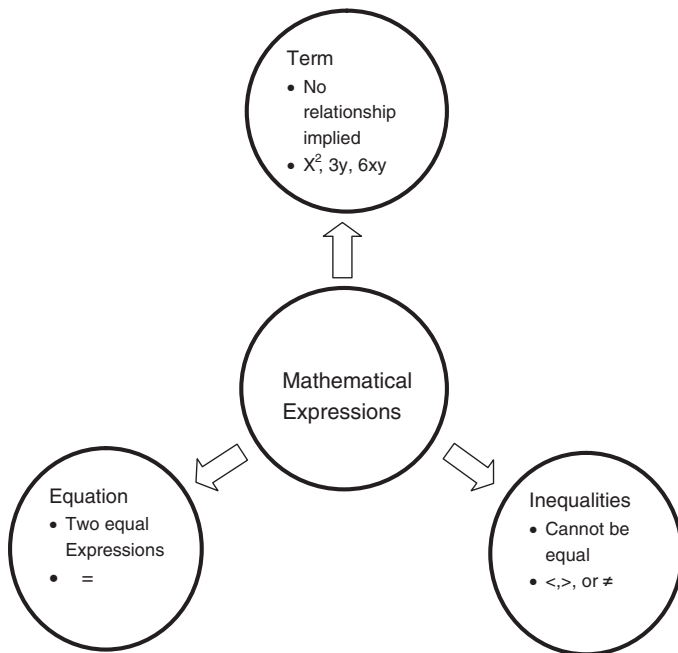 Term
• No
relationship
implied
• X², 3y, 6xy
Mathematical
Expressions
Equation
• Two equal
Expressions
• =
Inequalities
• Cannot be
equal
• <,>, or ≠